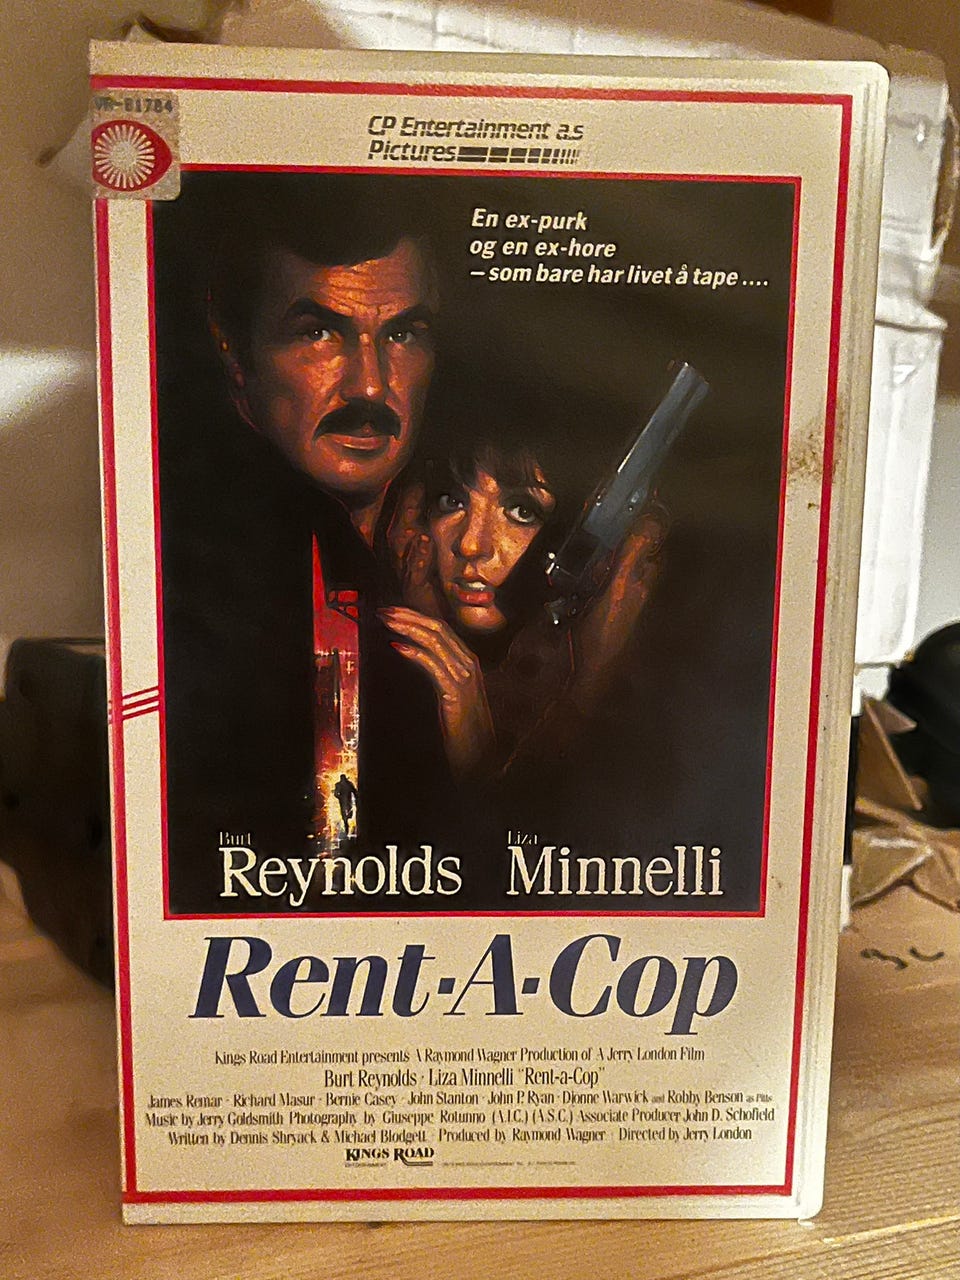 VR-81784
CP Entertainment a.s
Pictures
En ex-purk
og en ex-hore
– som bare har livet å tape ....
Burt Reynolds Liza Minnelli
Rent·A·Cop
Kings Road Entertainment presents A Raymond Wagner Production of A Jerry London Film
Burt Reynolds · Liza Minnelli "Rent-a-Cop"
James Remar · Richard Masur · Bernie Casey · John Stanton · John P. Ryan · Dionne Warwick and Robby Benson as Pitts
Music by Jerry Goldsmith Photography by Giuseppe Rotunno (A.I.C.) (A.S.C.) Associate Producer John D. Schofield
Written by Dennis Shryack & Michael Blodgett · Produced by Raymond Wagner · Directed by Jerry London
KINGS ROAD